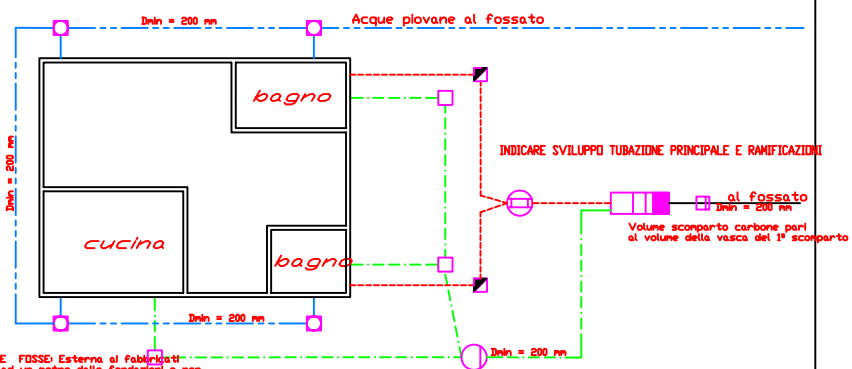 Dmin = 200 mm
Acque piovane al fossato
bagno
INDICARE SVILUPPO TUBAZIONE PRINCIPALE E RAMIFICAZIONI
Dmin = 200 mm
al fossato
Dmin = 200 mm
Volume scomparto carbone pari
al volume della vasca del 1° scomparto
cucina
bagno
Dmin = 200 mm
Dmin = 200 mm
E FOSSE: Esterna ai fabbricati